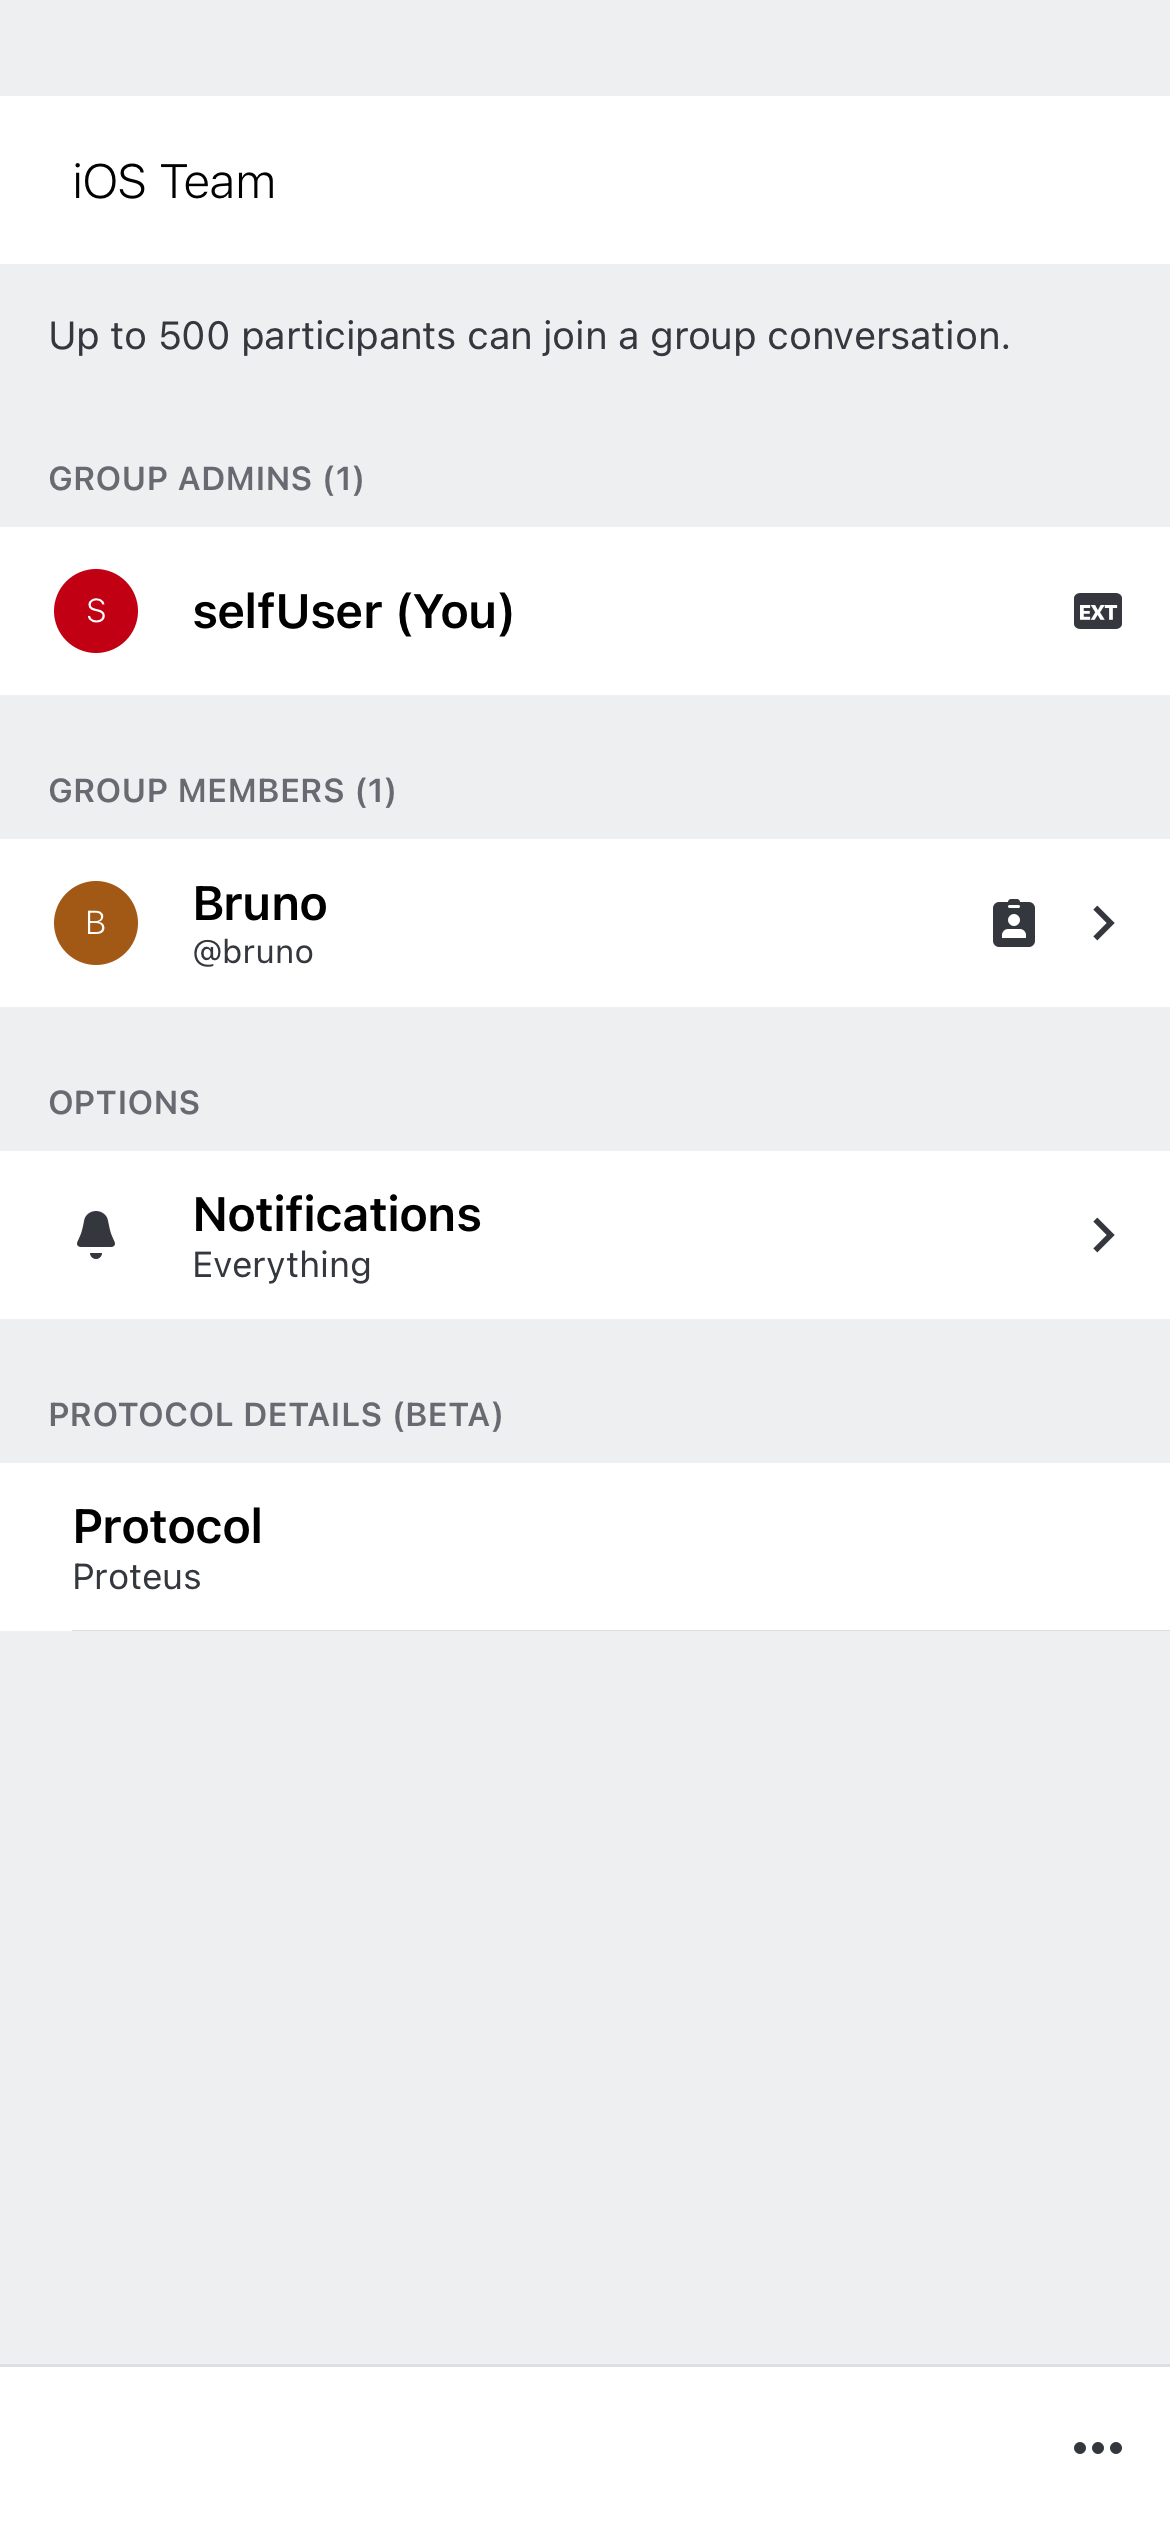 iOS Team
Up to 500 participants can join a group conversation.
GROUP ADMINS (1)
S
selfUser (You)
EXT
GROUP MEMBERS (1)
B
Bruno
@bruno
OPTIONS
Notifications
Everything
PROTOCOL DETAILS (BETA)
Protocol
Proteus